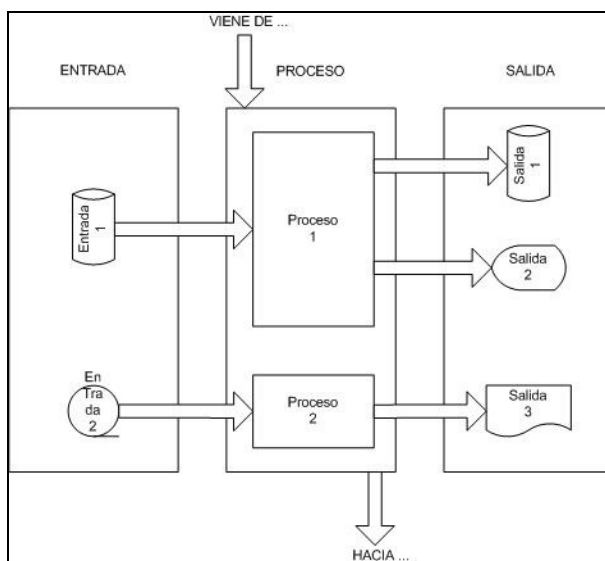 VIENE DE ...
ENTRADA
PROCESO
SALIDA
Entrada
1
Proceso
1
Salida
1
Salida
2
En
Tra
da
2
Proceso
2
Salida
3
HACIA ...